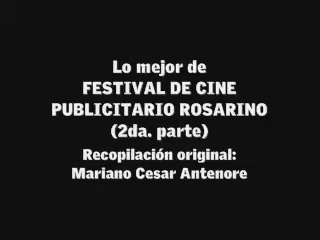 Lo mejor de
FESTIVAL DE CINE
PUBLICITARIO ROSARINO
(2da. parte)
Recopilación original:
Mariano Cesar Antenore